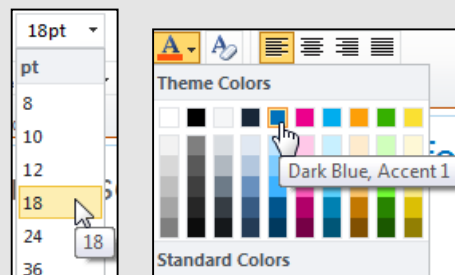 18pt
pt
8
10
12
18
24
36
18
A
A
Theme Colors
Dark Blue, Accent 1
Standard Colors